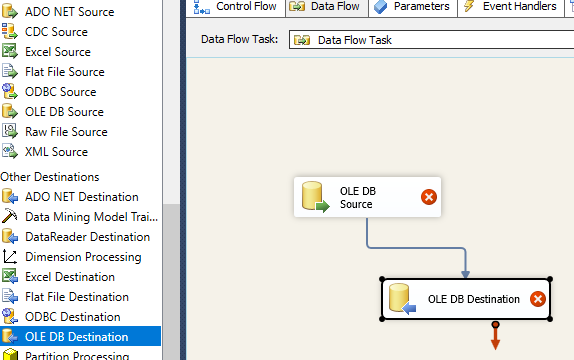 ADO NET Source
CDC Source
Excel Source
Flat File Source
ODBC Source
OLE DB Source
Raw File Source
XML Source
Other Destinations
ADO NET Destination
Data Mining Model Trai...
DataReader Destination
Dimension Processing
Excel Destination
Flat File Destination
ODBC Destination
OLE DB Destination
Partition Processing
Control Flow
Data Flow
Parameters
Event Handlers
Data Flow Task:
Data Flow Task
OLE DB
Source
OLE DB Destination